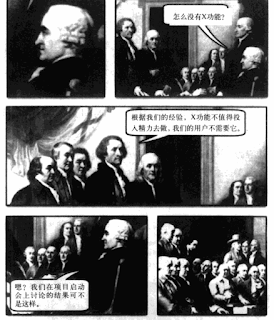 怎么没有X功能?
根据我们的经验，X功能不值得投
入精力去做。我们的用户不需要它。
嗯？我们在项目启动
会上讨论的结果可不
是这样。